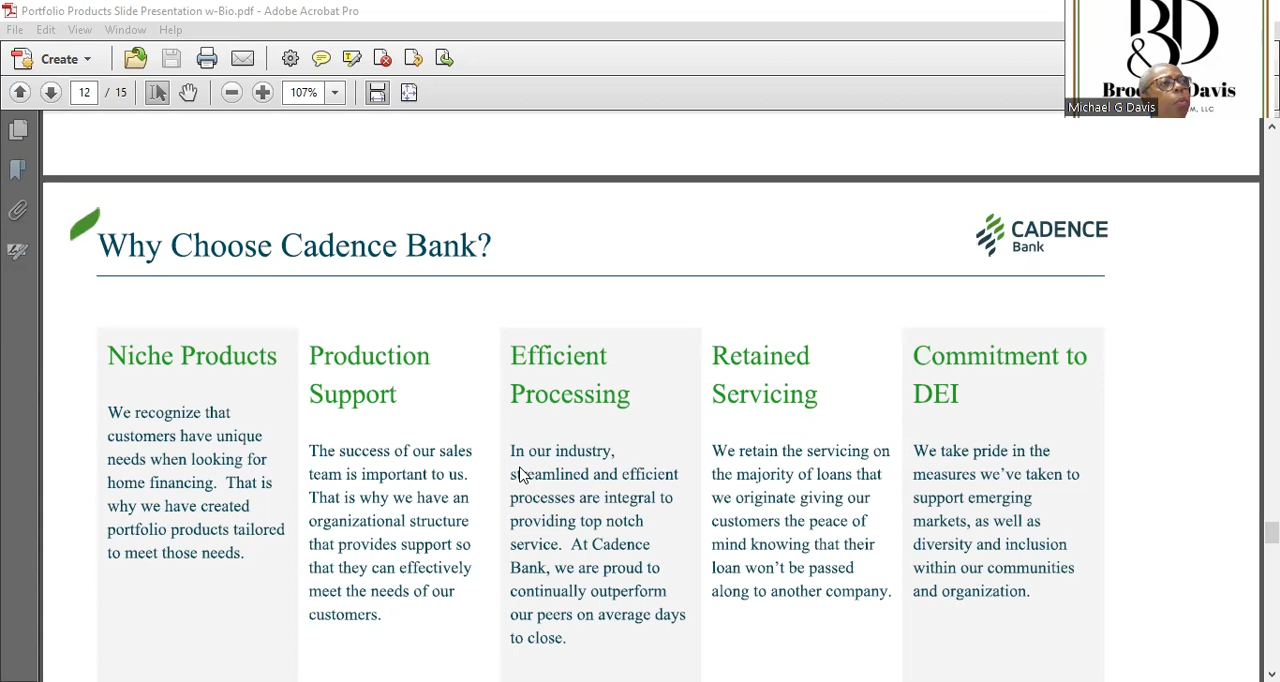 Portfolio Products Slide Presentation w-Bio.pdf - Adobe Acrobat Pro
File Edit View Window Help
Create
12 / 15 107%
B&D
Davis
M, LLC
Michael G Davis
Why Choose Cadence Bank?
CADENCE
Bank
Niche Products
We recognize that
customers have unique
needs when looking for
home financing. That is
why we have created
portfolio products tailored
to meet those needs.
Production
Support
The success of our sales
team is important to us.
That is why we have an
organizational structure
that provides support so
that they can effectively
meet the needs of our
customers.
Efficient
Processing
In our industry,
streamlined and efficient
processes are integral to
providing top notch
service. At Cadence
Bank, we are proud to
continually outperform
our peers on average days
to close.
Retained
Servicing
We retain the servicing on
the majority of loans that
we originate giving our
customers the peace of
mind knowing that their
loan won't be passed
along to another company.
Commitment to
DEI
We take pride in the
measures we've taken to
support emerging
markets, as well as
diversity and inclusion
within our communities
and organization.